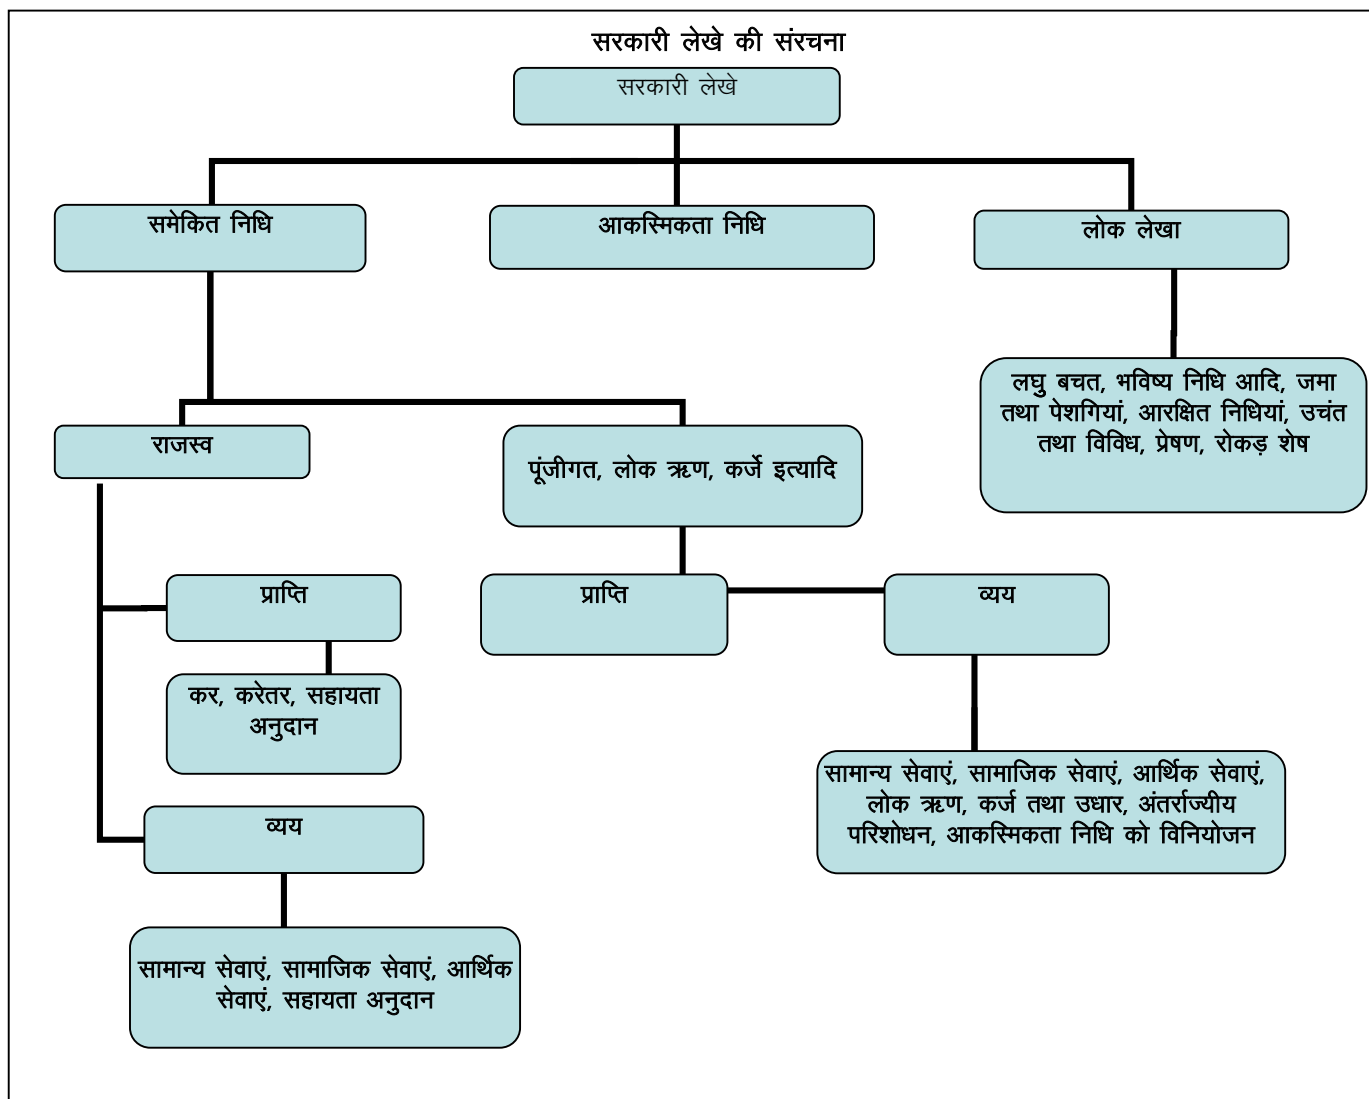 सरकारी लेखे की संरचना
सरकारी लेखे
समेकित निधि
आकस्मिकता निधि
लोक लेखा
लघु बचत, भविष्य निधि आदि, जमा
तथा पेशगियां, आरक्षित निधियां, उचंत
तथा विविध, प्रेषण, रोकड़ शेष
राजस्व
पूंजीगत, लोक ऋण, कर्जे इत्यादि
प्राप्ति
प्राप्ति
व्यय
कर, करेतर, सहायता
अनुदान
सामान्य सेवाएं, सामाजिक सेवाएं, आर्थिक सेवाएं,
लोक ऋण, कर्ज तथा उधार, अंतर्राज्यीय
परिशोधन, आकस्मिकता निधि को विनियोजन
व्यय
सामान्य सेवाएं, सामाजिक सेवाएं, आर्थिक
सेवाएं, सहायता अनुदान